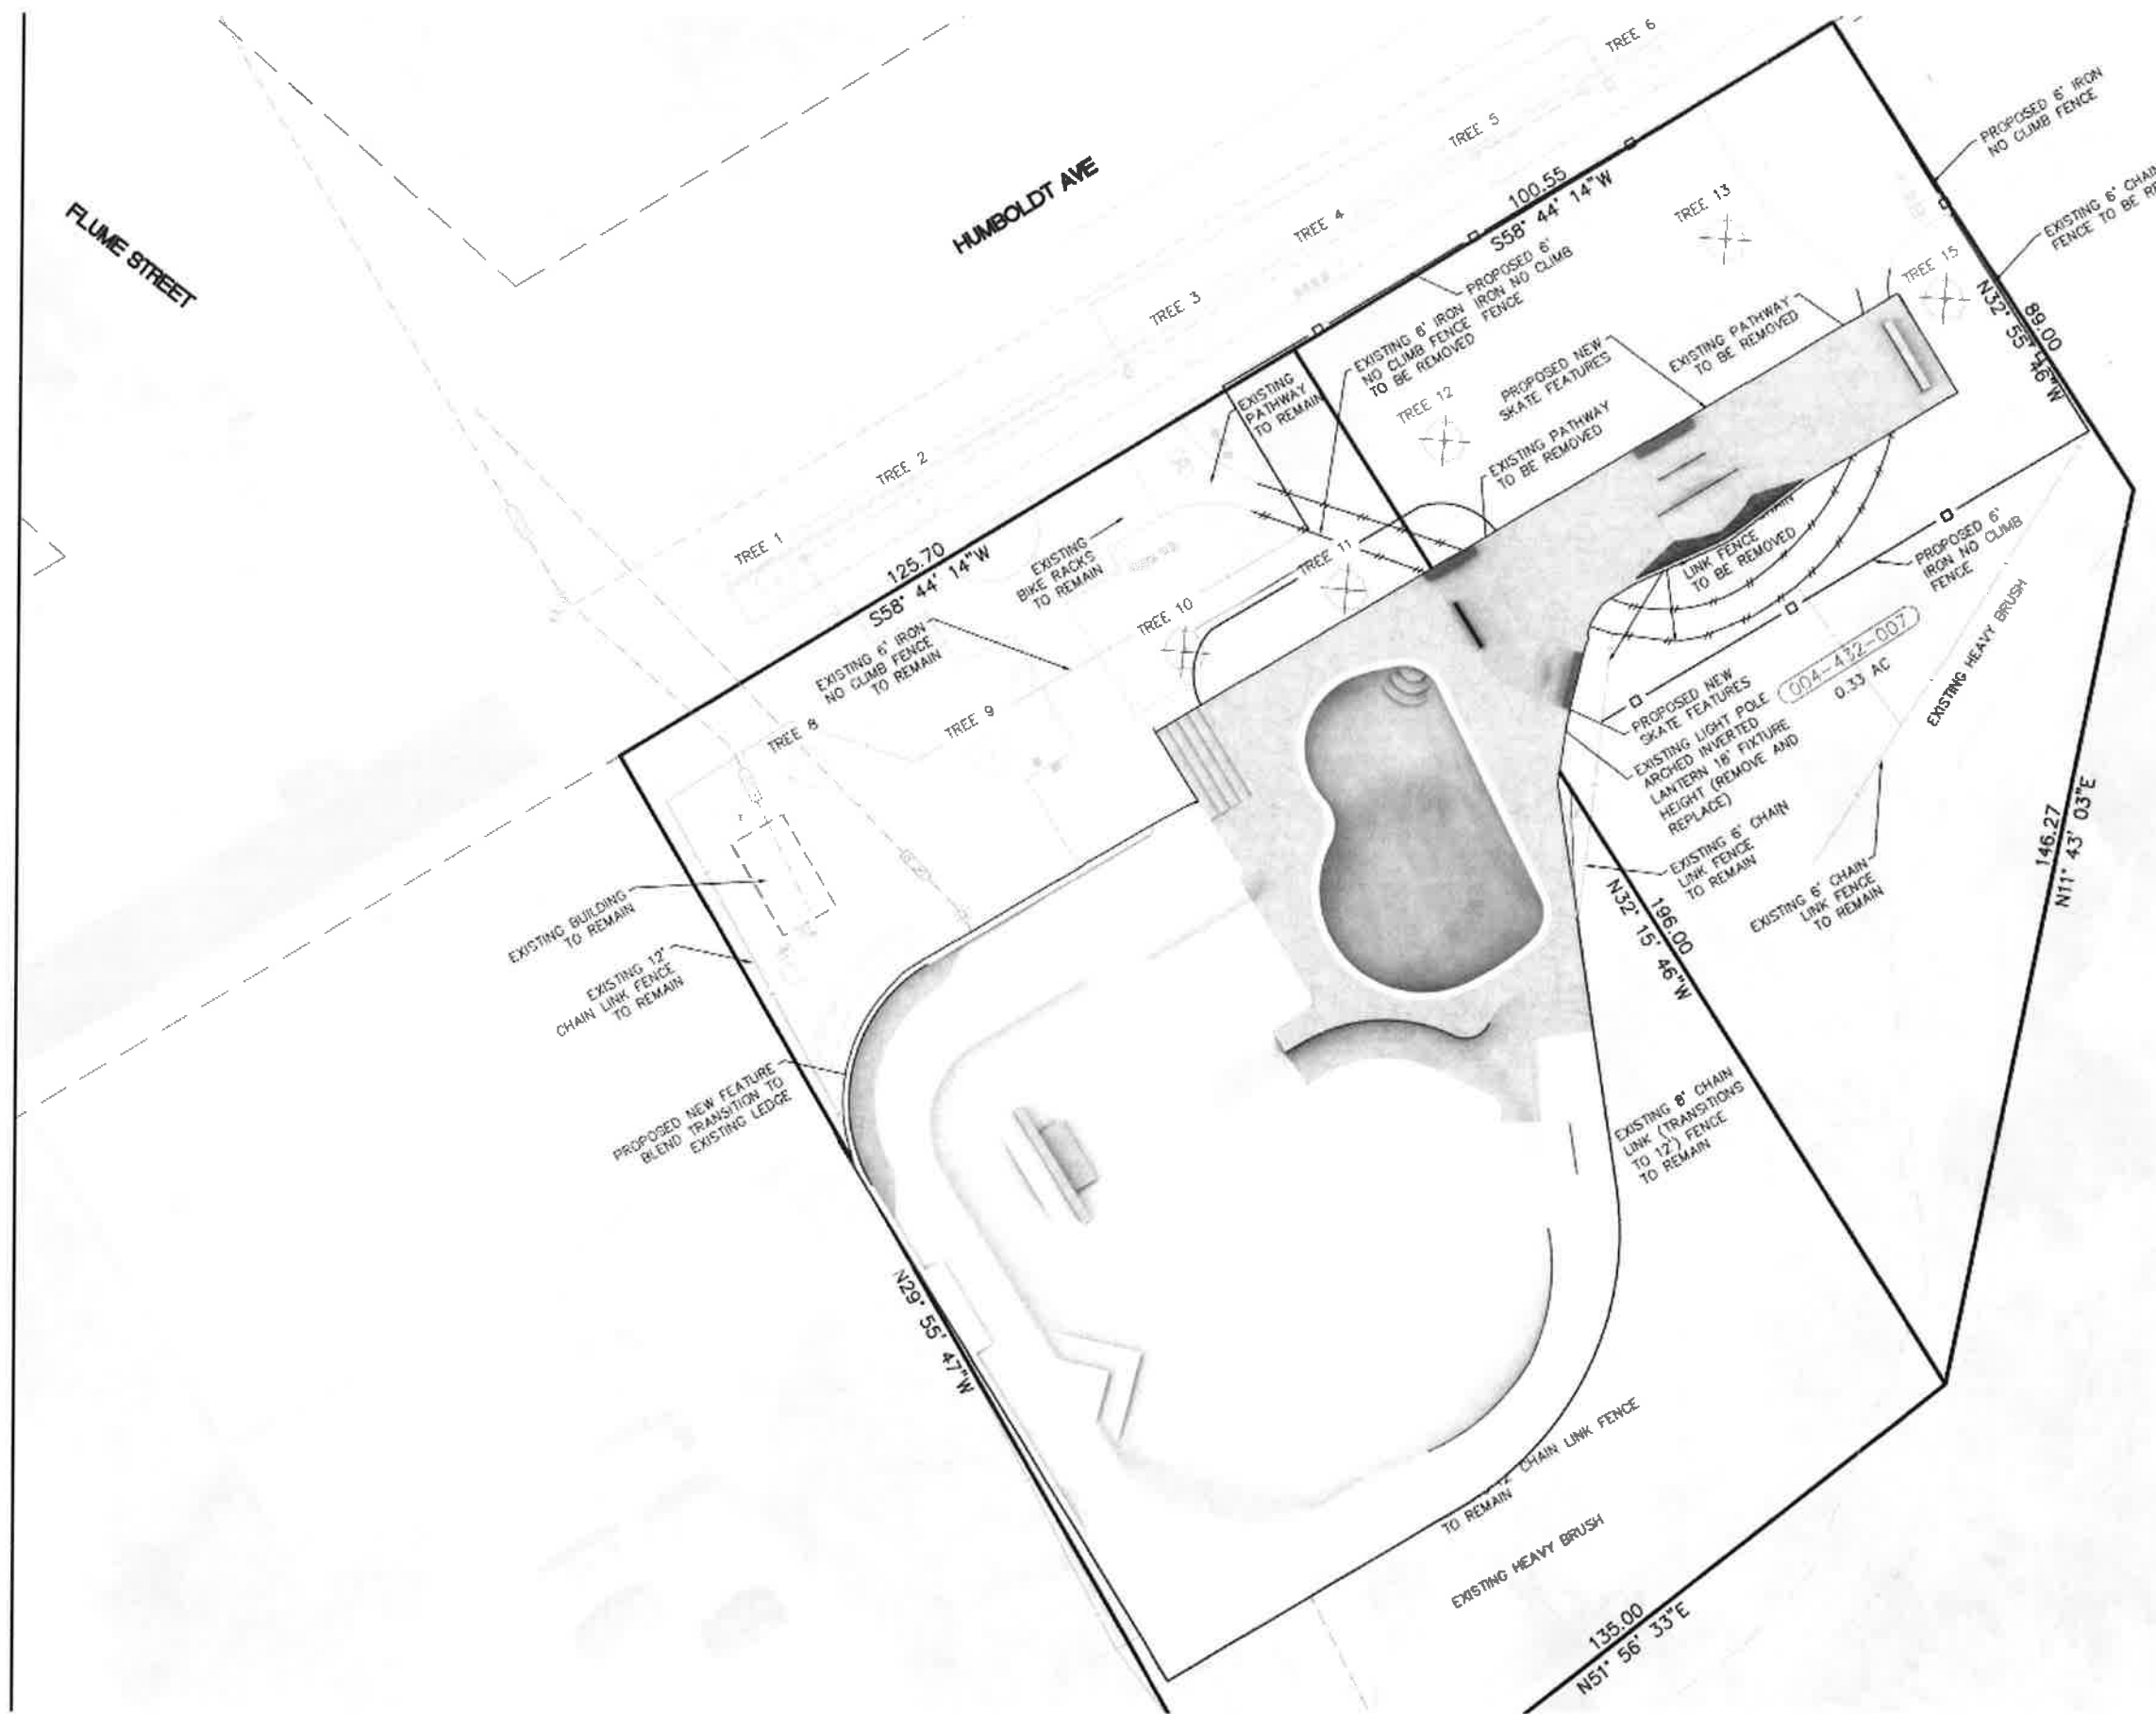 TREE 6
PROPOSED 6' IRON
NO CLIMB FENCE
EXISTING 6' CHAIN
FENCE TO BE
TREE 5
HUMBOLDT AVE
FLUME STREET
100.55
S58° 44' 14"W
TREE 13
TREE 4
TREE 15
89.00
N32° 55' 46"W
PROPOSED 6'
IRON NO CLIMB
FENCE
TREE 3
EXISTING 6' IRON
NO CLIMB FENCE
TO BE REMOVED
EXISTING PATHWAY
TO BE REMOVED
PROPOSED NEW
SKATE FEATURES
EXISTING
PATHWAY
TO REMAIN
TREE 12
EXISTING PATHWAY
TO BE REMOVED
TREE 2
TREE 1
125.70
S58° 44' 14"W
EXISTING
BIKE RACKS
TO REMAIN
TREE 11
LINK FENCE
TO BE REMOVED
PROPOSED 6'
IRON NO CLIMB
FENCE
TREE 10
EXISTING 6' IRON
NO CLIMB FENCE
TO REMAIN
004-432-007
0.33 AC
EXISTING HEAVY BRUSH
TREE 9
TREE 8
PROPOSED NEW
SKATE FEATURES
EXISTING LIGHT POLE
ARCHED INVERTED
LANTERN 18' FIXTURE
HEIGHT (REMOVE AND
REPLACE)
EXISTING 6' CHAIN
LINK FENCE
TO REMAIN
EXISTING 6' CHAIN
LINK FENCE
TO REMAIN
146.27
N11° 43' 03"E
196.00
N32° 15' 46"W
EXISTING BUILDING
TO REMAIN
EXISTING 12'
CHAIN LINK FENCE
TO REMAIN
PROPOSED NEW FEATURE
BLEND TRANSITION TO
EXISTING LEDGE
EXISTING 8' CHAIN
LINK (TRANSITIONS
TO 12') FENCE
TO REMAIN
N29° 55' 47"W
CHAIN LINK FENCE
TO REMAIN
EXISTING HEAVY BRUSH
135.00
N51° 56' 33"E